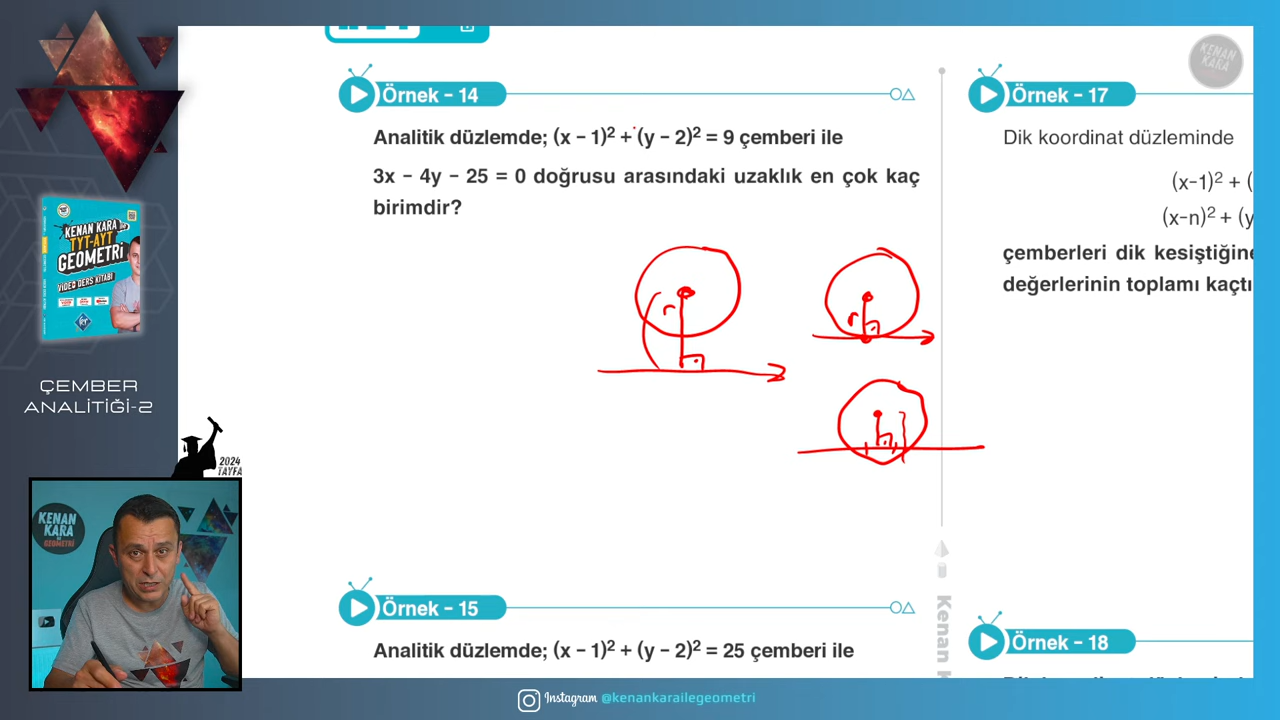 KENAN KARA
Örnek - 14
Analitik düzlemde; (x − 1)² + (y − 2)² = 9 çemberi ile
3x − 4y − 25 = 0 doğrusu arasındaki uzaklık en çok kaç
birimdir?
r
r
Örnek - 17
Dik koordinat düzleminde
(x-1)² + (
(x-n)² + (y
çemberleri dik kesiştiğine
değerlerinin toplamı kaçtı
KENAN KARA
TYT-AYT
GEOMETRİ
VİDEO DERS KİTABI
ÇEMBER
ANALİTİĞİ-2
2024
TAYFA
KENAN
KARA
GEOMETRİ
Örnek - 15
Analitik düzlemde; (x − 1)² + (y − 2)² = 25 çemberi ile
Kenan
Örnek - 18
Instagram @kenankarailegeometri